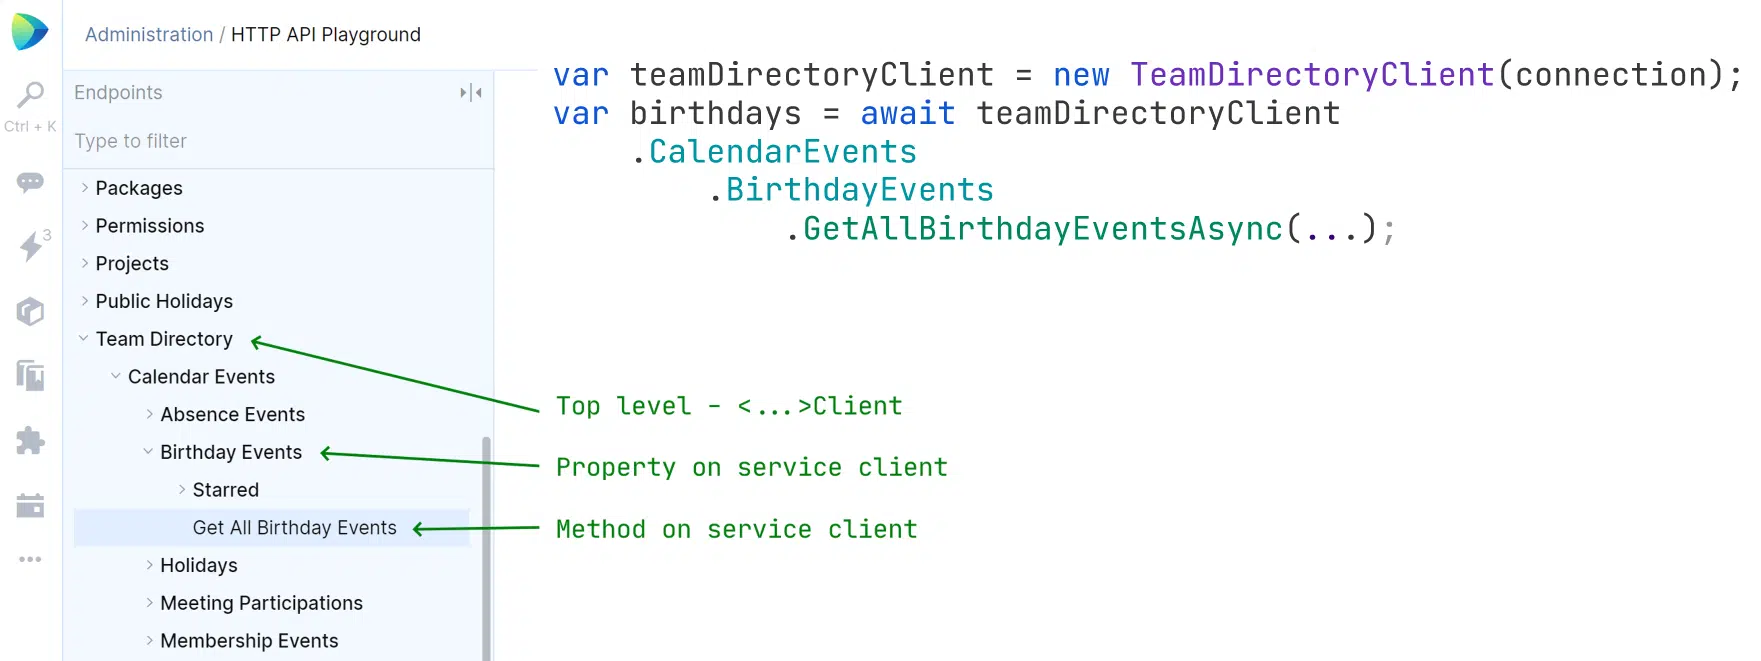 Administration / HTTP API Playground
Ctrl + K
3
Endpoints
Type to filter
Packages
Permissions
Projects
Public Holidays
Team Directory
Calendar Events
Absence Events
Birthday Events
Starred
Get All Birthday Events
Holidays
Meeting Participations
Membership Events
var teamDirectoryClient = new TeamDirectoryClient(connection);
var birthdays = await teamDirectoryClient
.CalendarEvents
.BirthdayEvents
.GetAllBirthdayEventsAsync(...);
Top level - <...>Client
Property on service client
Method on service client